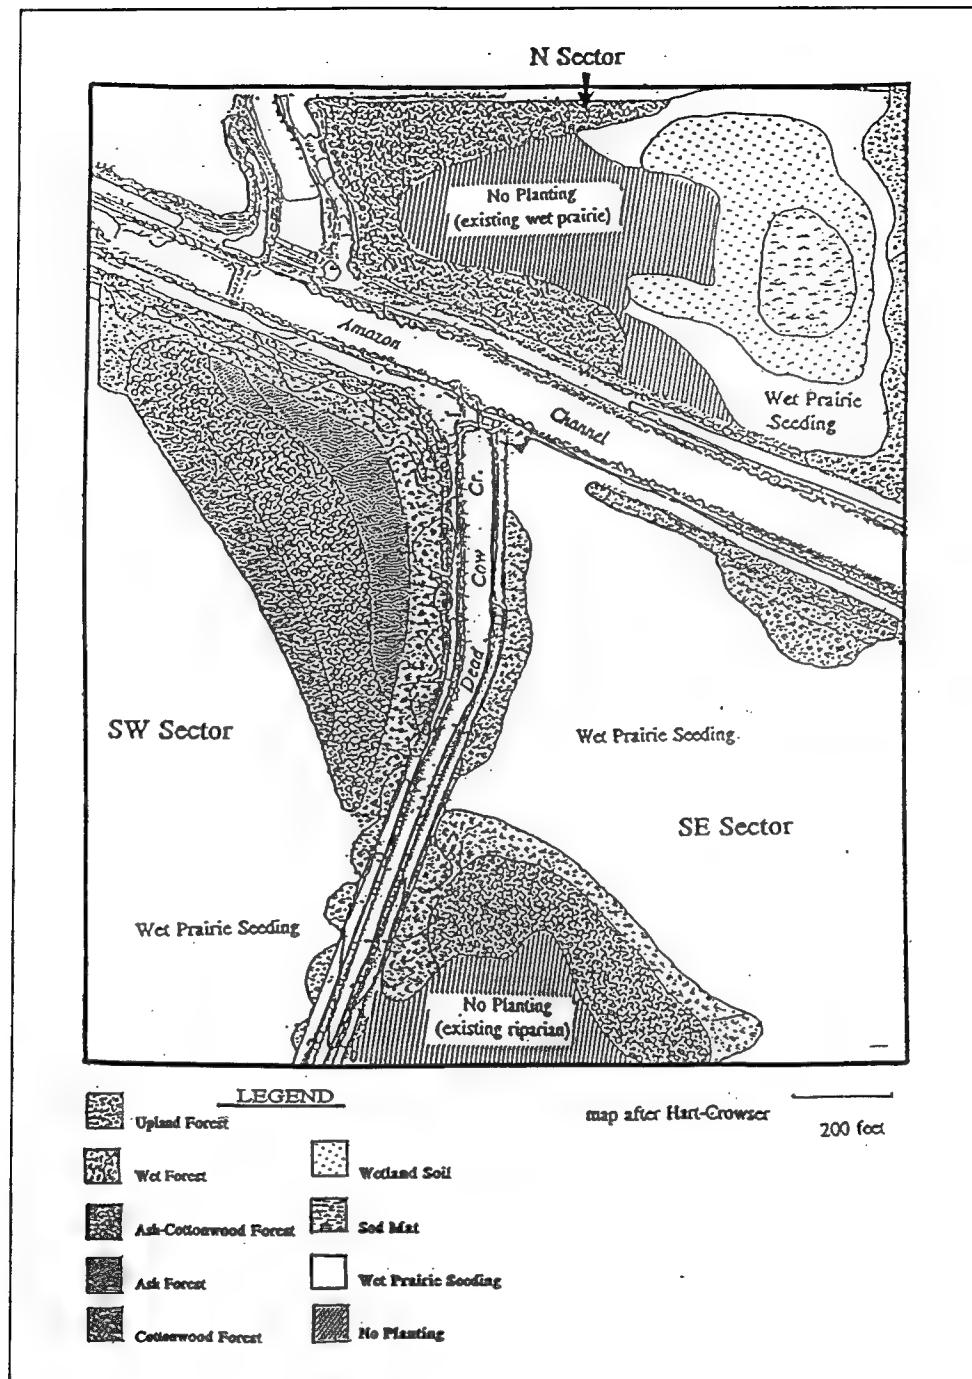 N Sector
No Planting
(existing wet prairie)
Amazon
Channel
Wet Prairie
Seeding
Cr.
Cow
Dead
SW Sector
Wet Prairie Seeding
SE Sector
Wet Prairie Seeding
No Planting
(existing riparian)
LEGEND
map after Hart-Crowser
200 feet
Upland Forest
Wet Forest
Wetland Soil
Ash-Cottonwood Forest
Sod Mat
Ash Forest
Wet Prairie Seeding
Cottonwood Forest
No Planting